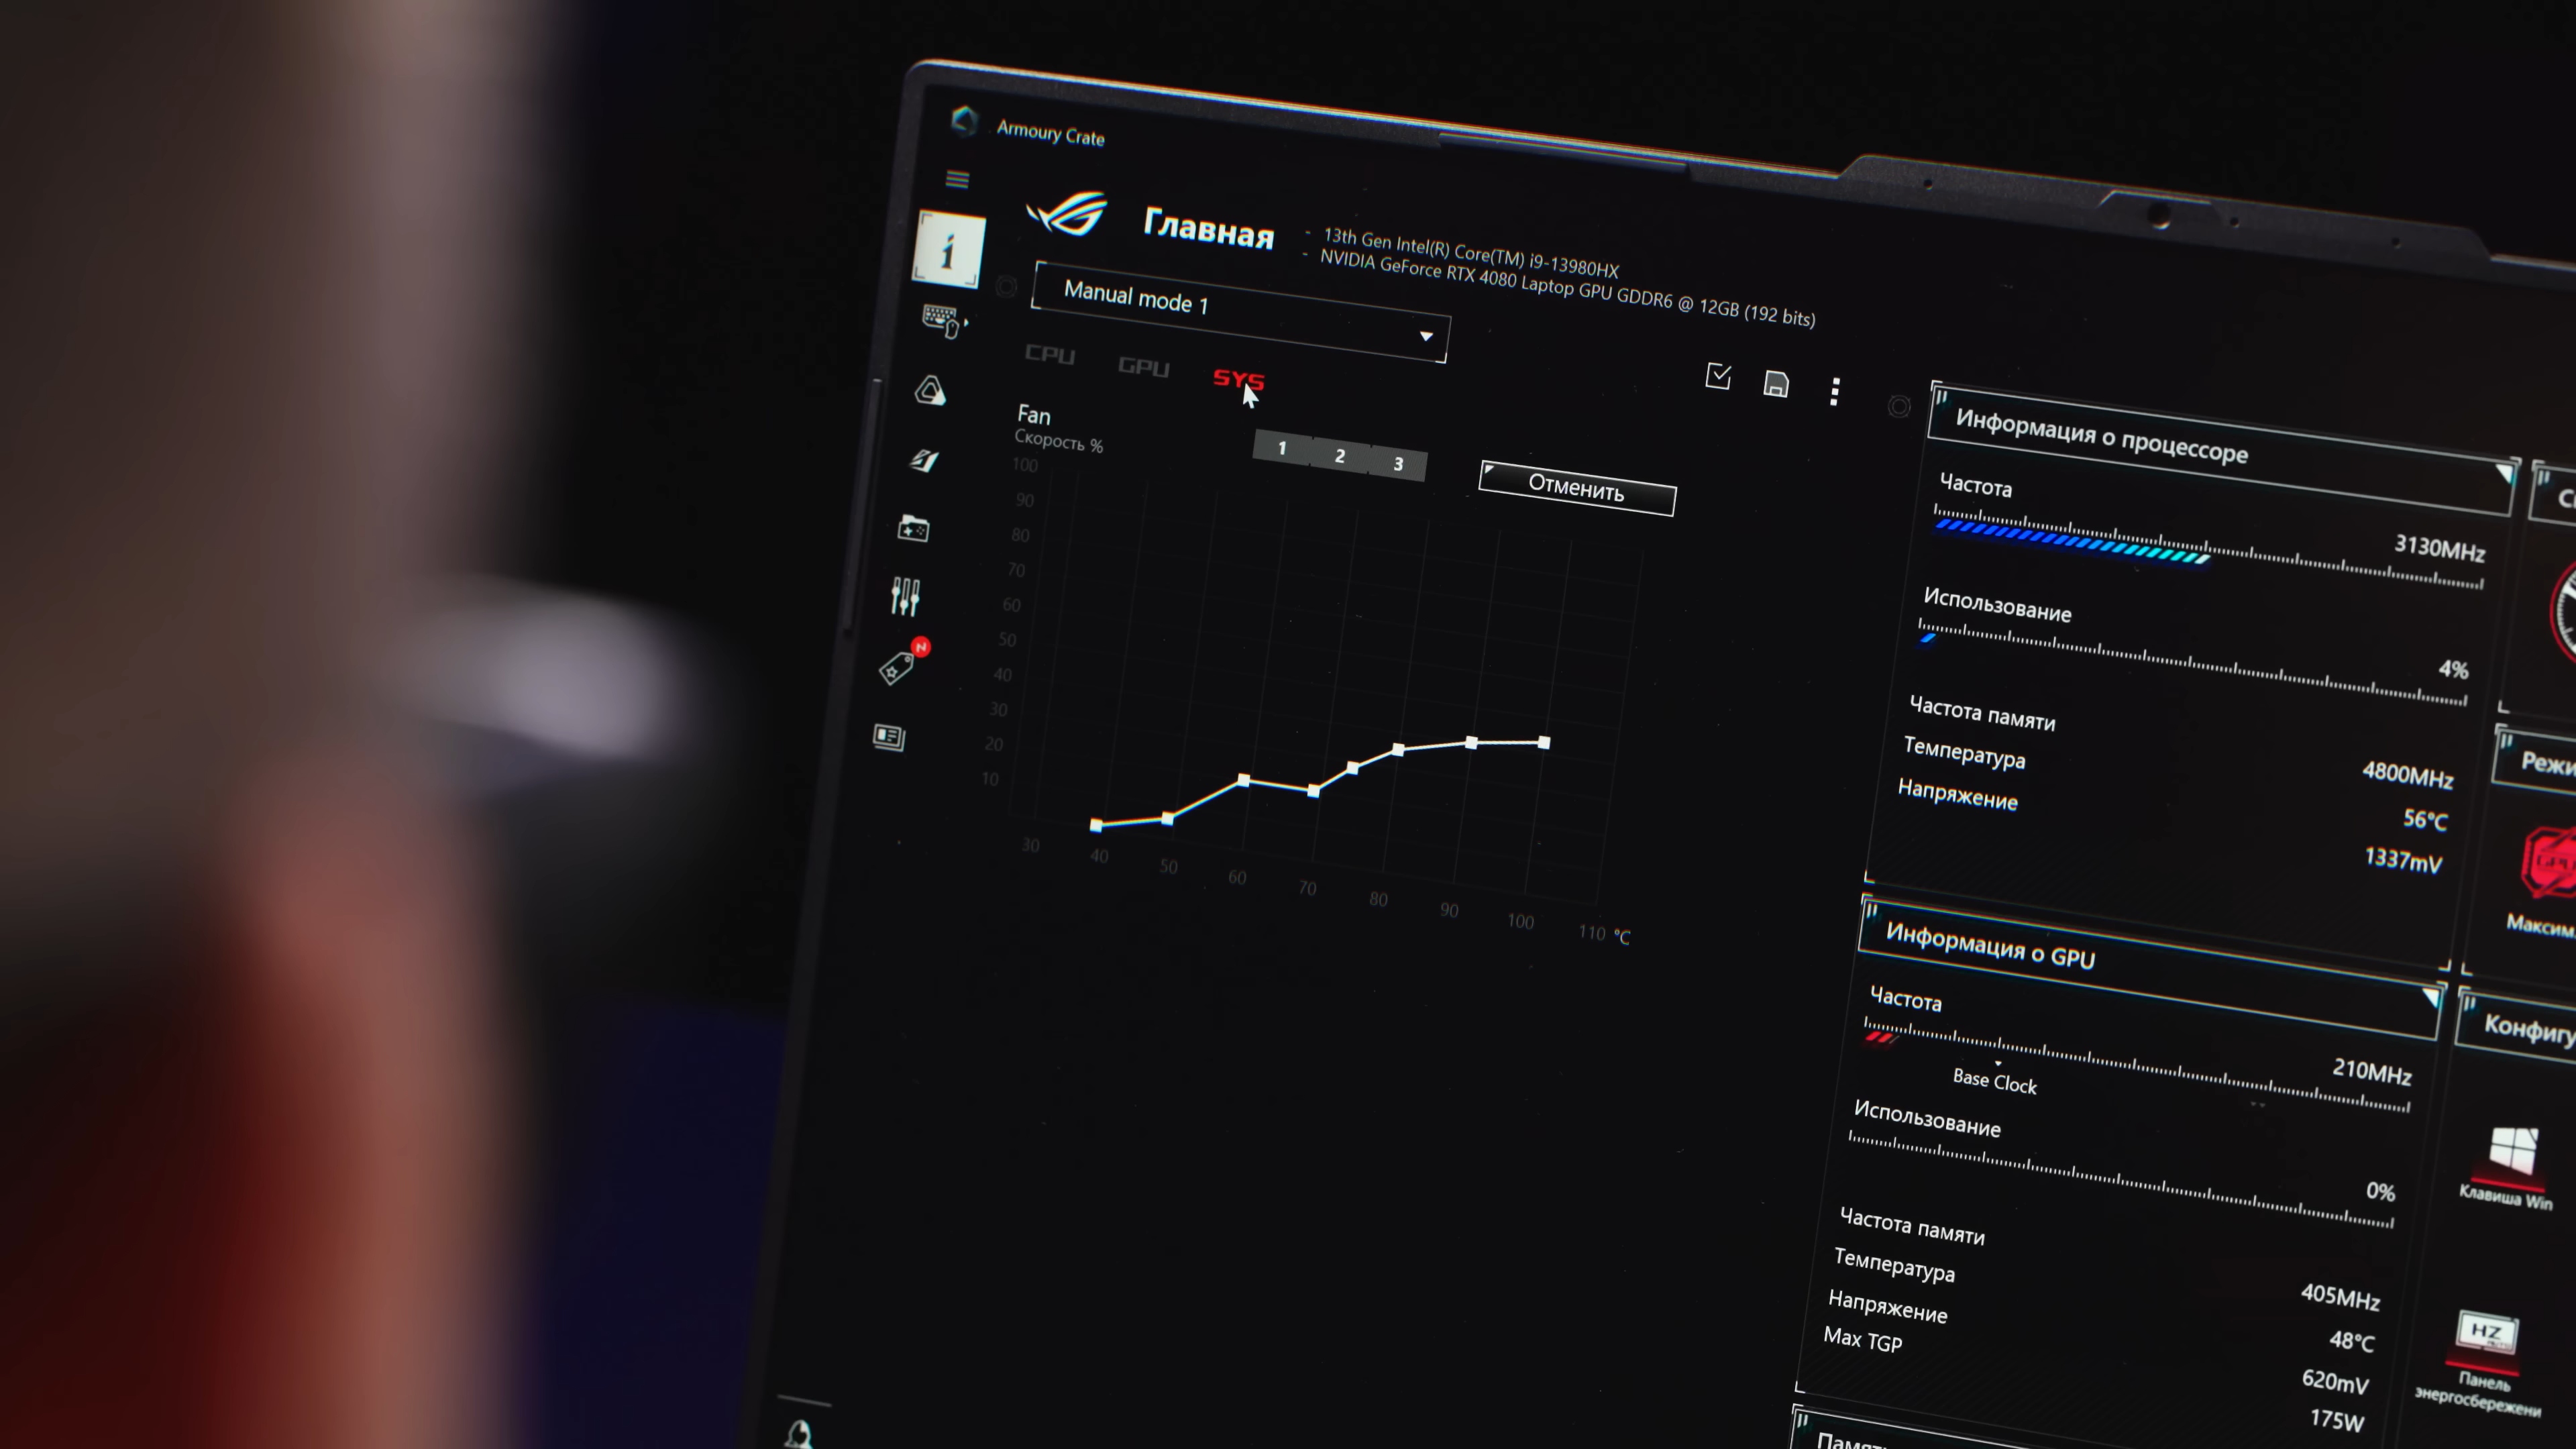 Armoury Crate
Главная
- 13th Gen Intel(R) Core(TM) i9-13980HX
- NVIDIA GeForce RTX 4080 Laptop GPU GDDR6 @ 12GB (192 bits)
Manual mode 1
CPU GPU SYS
Fan
Скорость %
1 2 3
Отменить
100
90
80
70
60
50
40
30
20
10
30 40 50 60 70 80 90 100 110 °C
Информация о процессоре
Частота
3130MHz
Использование
4%
Частота памяти
4800MHz
Температура
56°C
Напряжение
1337mV
Информация о GPU
Частота
210MHz
Base Clock
Использование
0%
Частота памяти
405MHz
Температура
48°C
Напряжение
620mV
Max TGP
175W
GPU
Клавиша Win
HZ
Панель